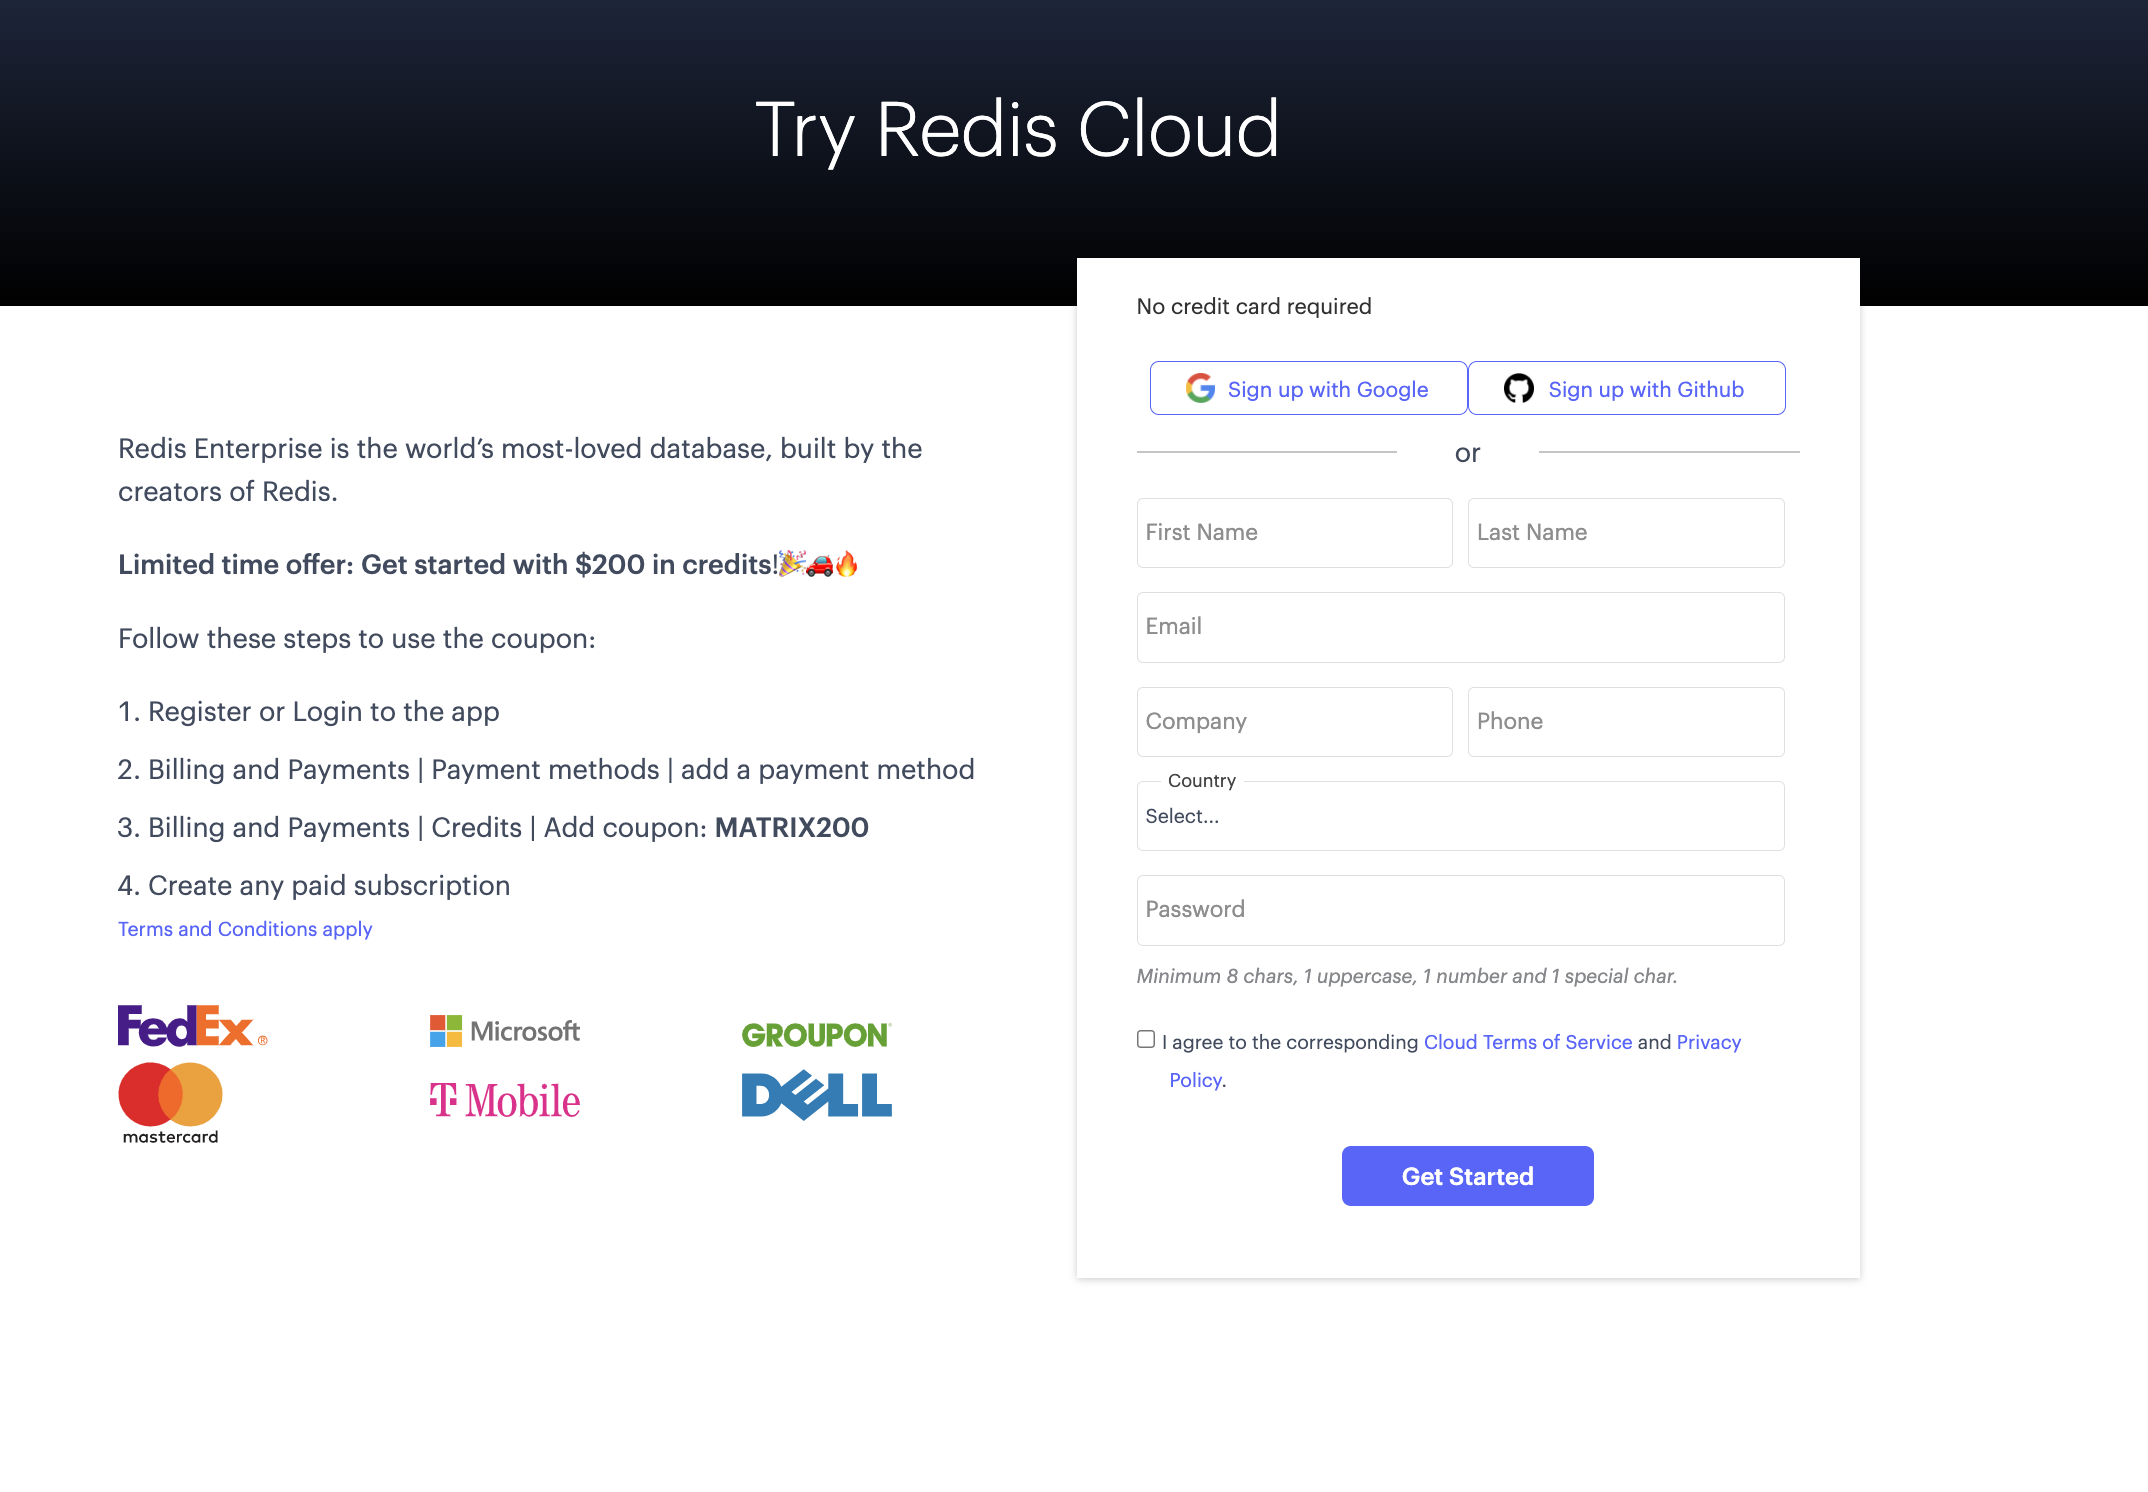 Try Redis Cloud
Redis Enterprise is the world’s most-loved database, built by the
creators of Redis.
Limited time offer: Get started with $200 in credits!🎉🚗🔥
Follow these steps to use the coupon:
1. Register or Login to the app
2. Billing and Payments | Payment methods | add a payment method
3. Billing and Payments | Credits | Add coupon: MATRIX200
4. Create any paid subscription
Terms and Conditions apply
FedEx ®
Microsoft
GROUPON
mastercard
T Mobile
DELL
No credit card required
Sign up with Google
Sign up with Github
or
First Name
Last Name
Email
Company
Phone
Country
Select...
Password
Minimum 8 chars, 1 uppercase, 1 number and 1 special char.
I agree to the corresponding Cloud Terms of Service and Privacy
Policy.
Get Started